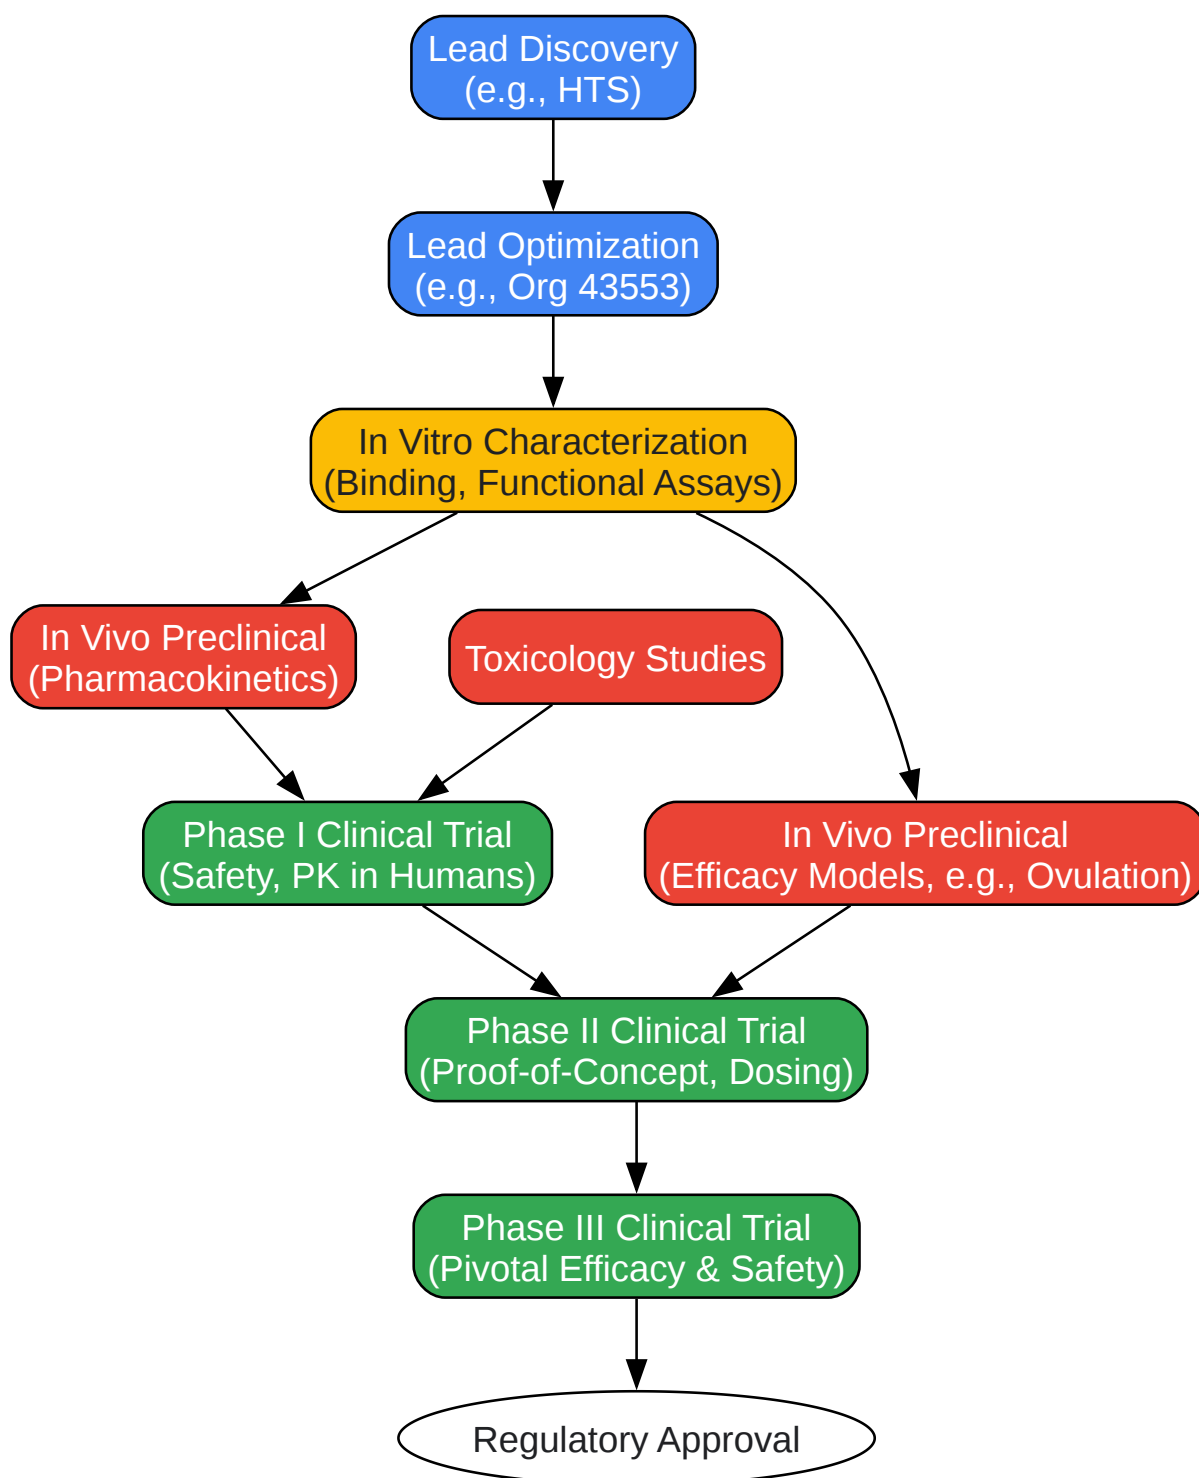 Lead Discovery
(e.g., HTS)
Lead Optimization
(e.g., Org 43553)
In Vitro Characterization
(Binding, Functional Assays)
In Vivo Preclinical
(Pharmacokinetics)
Toxicology Studies
Phase I Clinical Trial
(Safety, PK in Humans)
In Vivo Preclinical
(Efficacy Models, e.g., Ovulation)
Phase II Clinical Trial
(Proof-of-Concept, Dosing)
Phase III Clinical Trial
(Pivotal Efficacy & Safety)
Regulatory Approval